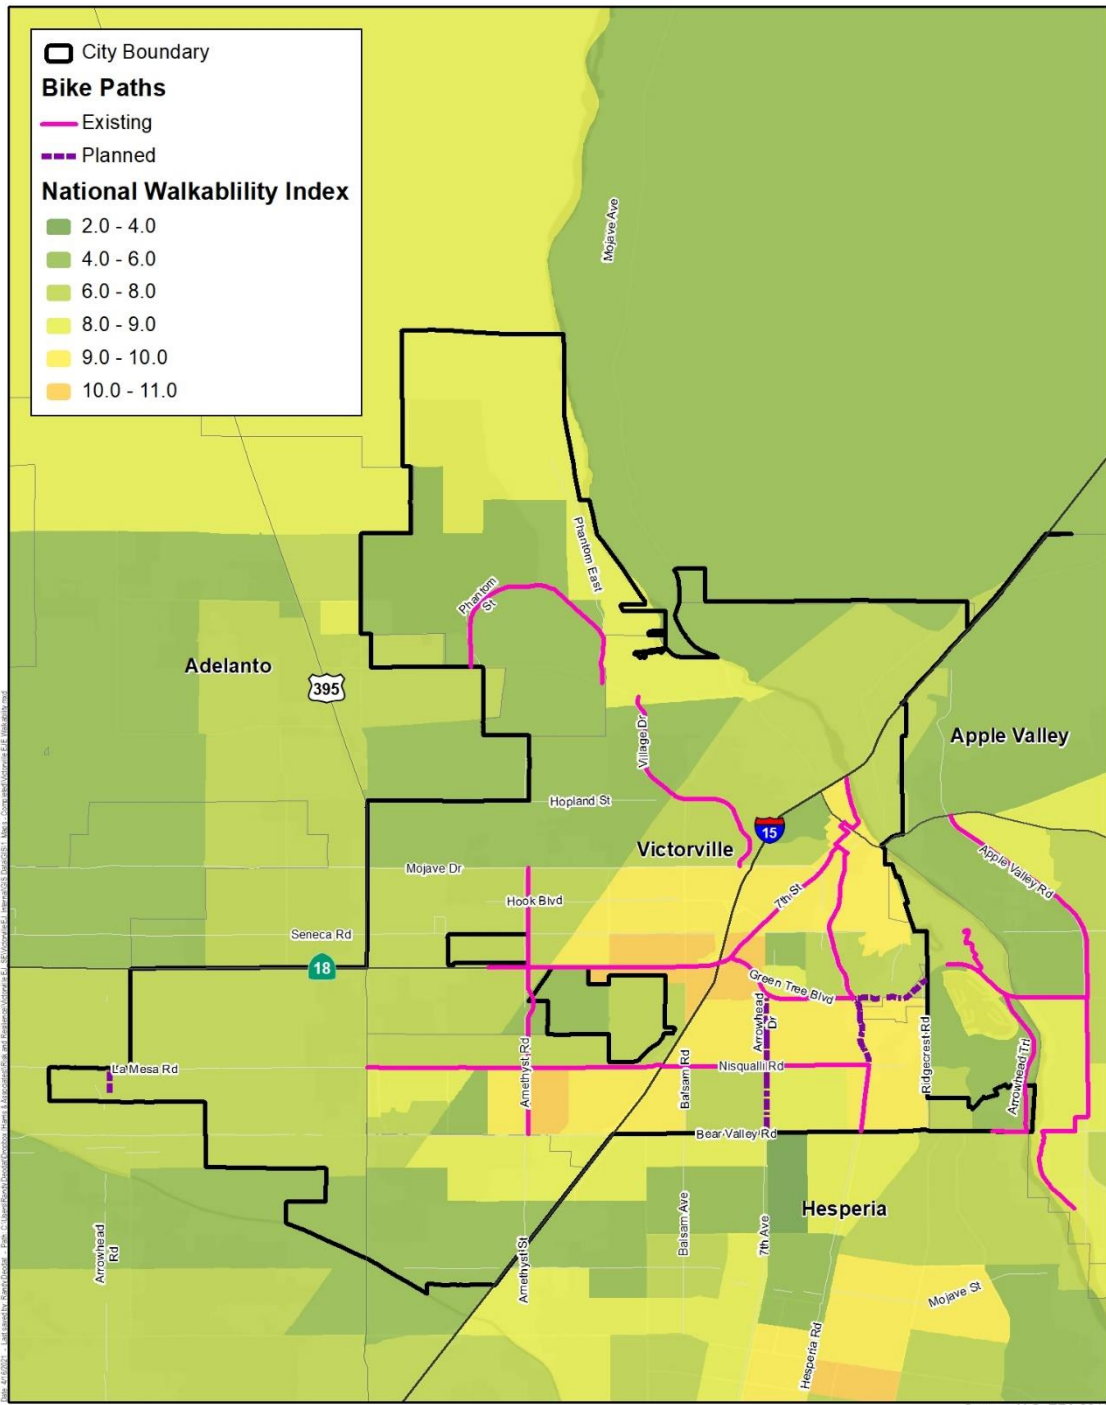 City Boundary
Bike Paths
Existing
Planned
National Walkablility Index
2.0 - 4.0
4.0 - 6.0
6.0 - 8.0
8.0 - 9.0
9.0 - 10.0
10.0 - 11.0
Mojave Ave
Phantom East
Phantom
St
Adelanto
395
Village Dr
Apple Valley
Hopland St
15
Victorville
Mojave Dr
Apple Valley Rd
7th St
Hook Blvd
Seneca Rd
18
Green Tree Blvd
Arrowhead
Dr
Ridgecrest Rd
La Mesa Rd
Amethyst Rd
Balsam Rd
Nisqualli Rd
Arrowhead Trl
Bear Valley Rd
Hesperia
Arrowhead
Rd
Amethyst St
Balsam Ave
7th Ave
Mojave St
Hesperia Rd